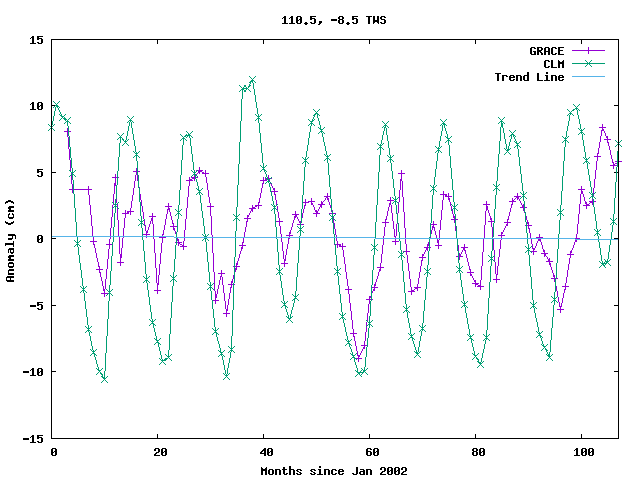 110.5, -8.5 TWS
GRACE
CLM
Trend Line
15
10
5
0
-5
-10
-15
Anomaly (cm)
0 20 40 60 80 100
Months since Jan 2002